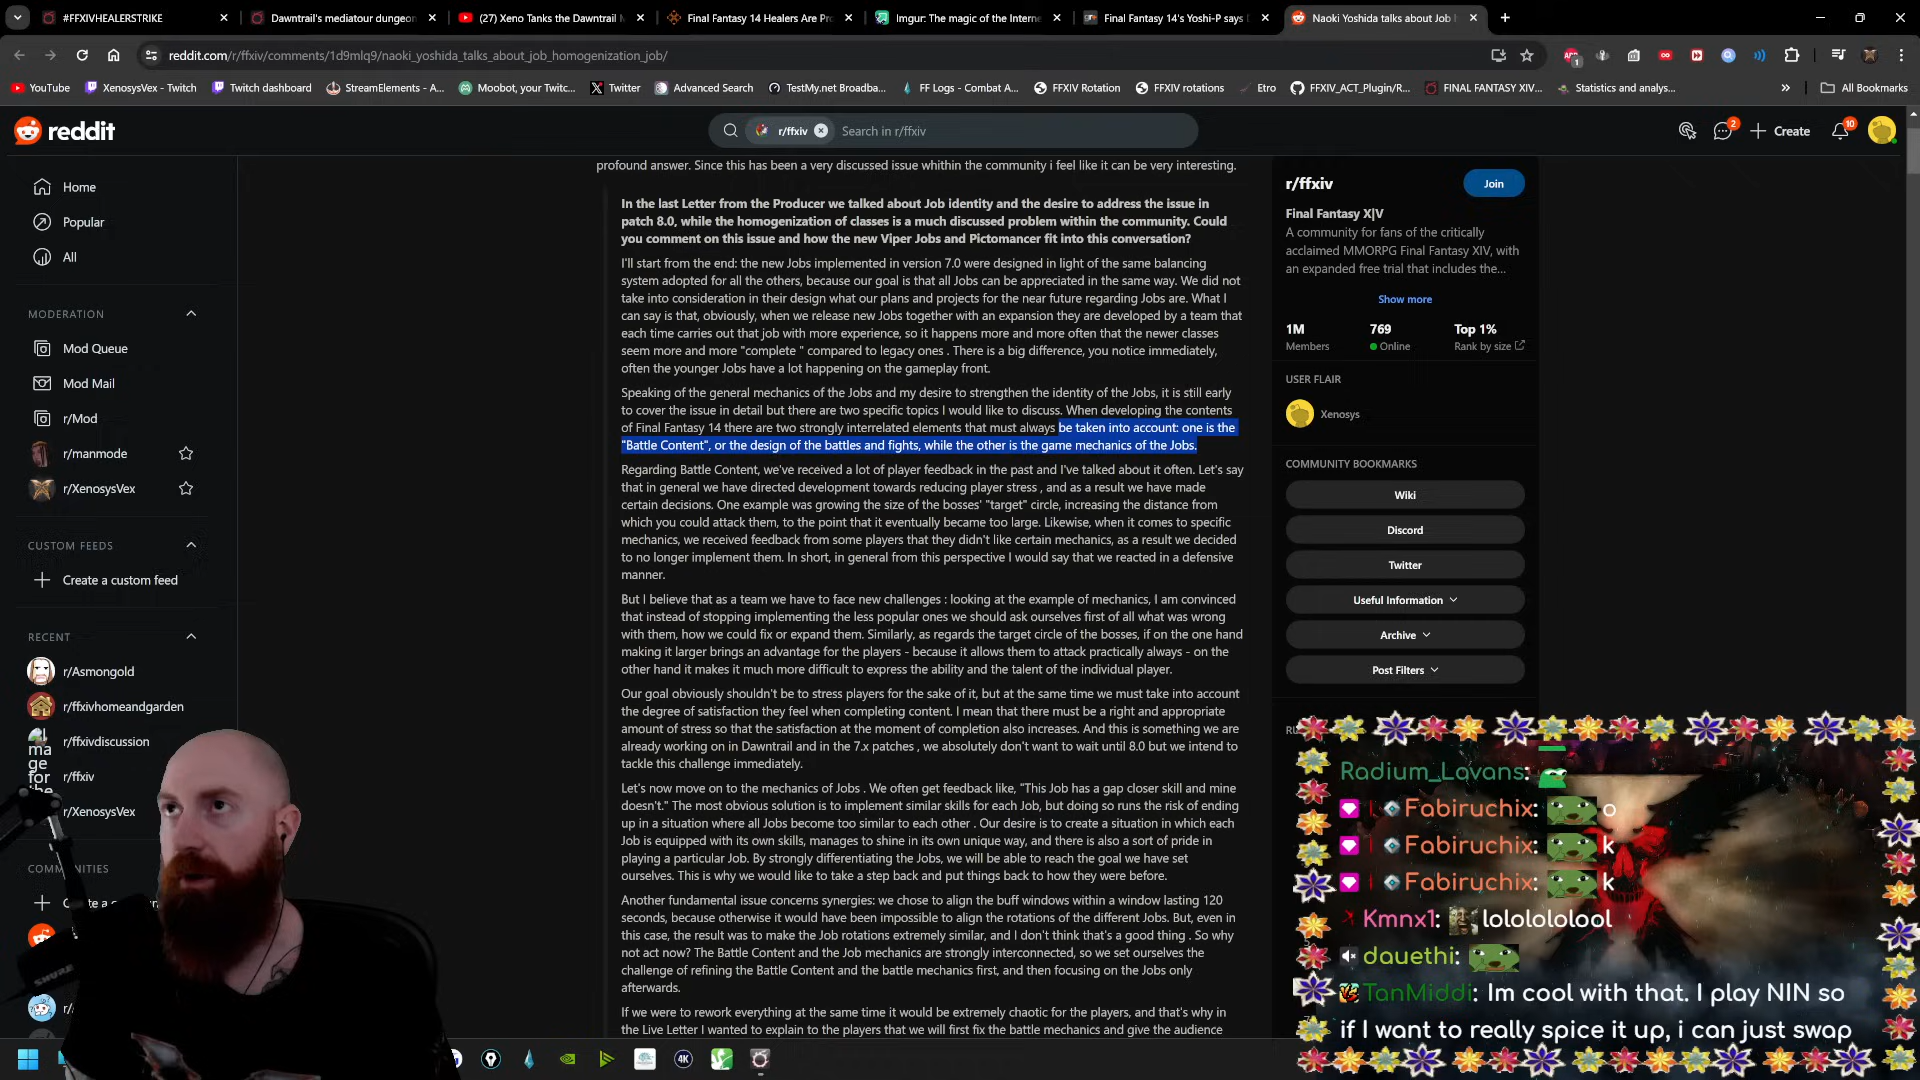 #FFXIVHEALERSTRIKE
Dawntrail's mediatour dungeon
(27) Xeno Tanks the Dawntrail M
Final Fantasy 14 Healers Are Pr
Imgur: The magic of the Interne
Final Fantasy 14's Yoshi-P says
Naoki Yoshida talks about Job H
reddit.com/r/ffxiv/comments/1d9mlq9/naoki_yoshida_talks_about_job_homogenization_job/
YouTube
XenosysVex - Twitch
Twitch dashboard
StreamElements - A...
Moobot, your Twitc...
Twitter
Advanced Search
TestMy.net Broadba...
FF Logs - Combat A...
FFXIV Rotation
FFXIV rotations
Etro
FFXIV_ACT_Plugin/R...
FINAL FANTASY XIV...
Statistics and analys...
All Bookmarks
reddit
r/ffxiv
Search in r/ffxiv
2
Create
10
Home
Popular
All
MODERATION
Mod Queue
Mod Mail
r/Mod
r/manmode
r/XenosysVex
CUSTOM FEEDS
Create a custom feed
RECENT
r/Asmongold
r/ffxivhomeandgarden
r/ffxivdiscussion
r/ffxiv
r/XenosysVex
profound answer. Since this has been a very discussed issue whithin the community i feel like it can be very interesting.
In the last Letter from the Producer we talked about Job identity and the desire to address the issue in
patch 8.0, while the homogenization of classes is a much discussed problem within the community. Could
you comment on this issue and how the new Viper Jobs and Pictomancer fit into this conversation?
I'll start from the end: the new Jobs implemented in version 7.0 were designed in light of the same balancing
system adopted for all the others, because our goal is that all Jobs can be appreciated in the same way. We did not
take into consideration in their design what our plans and projects for the near future regarding Jobs are. What I
can say is that, obviously, when we release new Jobs together with an expansion they are developed by a team that
each time carries out that job with more experience, so it happens more and more often that the newer classes
seem more and more "complete " compared to legacy ones . There is a big difference, you notice immediately,
often the younger Jobs have a lot happening on the gameplay front.
Speaking of the general mechanics of the Jobs and my desire to strengthen the identity of the Jobs, it is still early
to cover the issue in detail but there are two specific topics I would like to discuss. When developing the contents
of Final Fantasy 14 there are two strongly interrelated elements that must always be taken into account: one is the
"Battle Content", or the design of the battles and fights, while the other is the game mechanics of the Jobs.
Regarding Battle Content, we've received a lot of player feedback in the past and I've talked about it often. Let's say
that in general we have directed development towards reducing player stress , and as a result we have made
certain decisions. One example was growing the size of the bosses' "target" circle, increasing the distance from
which you could attack them, to the point that it eventually became too large. Likewise, when it comes to specific
mechanics, we received feedback from some players that they didn't like certain mechanics, as a result we decided
to no longer implement them. In short, in general from this perspective I would say that we reacted in a defensive
manner.
But I believe that as a team we have to face new challenges : looking at the example of mechanics, I am convinced
that instead of stopping implementing the less popular ones we should ask ourselves first of all what was wrong
with them, how we could fix or expand them. Similarly, as regards the target circle of the bosses, if on the one hand
making it larger brings an advantage for the players - because it allows them to attack practically always - on the
other hand it makes it much more difficult to express the ability and the talent of the individual player.
Our goal obviously shouldn't be to stress players for the sake of it, but at the same time we must take into account
the degree of satisfaction they feel when completing content. I mean that there must be a right and appropriate
amount of stress so that the satisfaction at the moment of completion also increases. And this is something we are
already working on in Dawntrail and in the 7.x patches , we absolutely don't want to wait until 8.0 but we intend to
tackle this challenge immediately.
Let's now move on to the mechanics of Jobs . We often get feedback like, "This Job has a gap closer skill and mine
doesn't." The most obvious solution is to implement similar skills for each Job, but doing so runs the risk of ending
up in a situation where all Jobs become too similar to each other . Our desire is to create a situation in which each
Job is equipped with its own skills, manages to shine in its own unique way, and there is also a sort of pride in
playing a particular Job. By strongly differentiating the Jobs, we will be able to reach the goal we have set
ourselves. This is why we would like to take a step back and put things back to how they were before.
Another fundamental issue concerns synergies: we chose to align the buff windows within a window lasting 120
seconds, because otherwise it would have been impossible to align the rotations of the different Jobs. But, even in
this case, the result was to make the Job rotations extremely similar, and I don't think that's a good thing . So why
not act now? The Battle Content and the Job mechanics are strongly interconnected, so we set ourselves the
challenge of refining the Battle Content and the battle mechanics first, and then focusing on the Jobs only
afterwards.
If we were to rework everything at the same time it would be extremely chaotic for the players, and that's why in
the Live Letter I wanted to explain to the players that we will first fix the battle mechanics and give the audience
r/ffxiv
Join
Final Fantasy X|V
A community for fans of the critically
acclaimed MMORPG Final Fantasy XIV, with
an expanded free trial that includes the...
Show more
1M
Members
769
Online
Top 1%
Rank by size
USER FLAIR
Xenosys
COMMUNITY BOOKMARKS
Wiki
Discord
Twitter
Useful Information
Archive
Post Filters
Radium_Lovans:
Fabiruchix: o
Fabiruchix: k
Fabiruchix: k
Kmnx1: lolololoool
dauethi:
TanMiddi: Im cool with that. I play NIN so
if I want to really spice it up, i can just swap
SHURE
4K